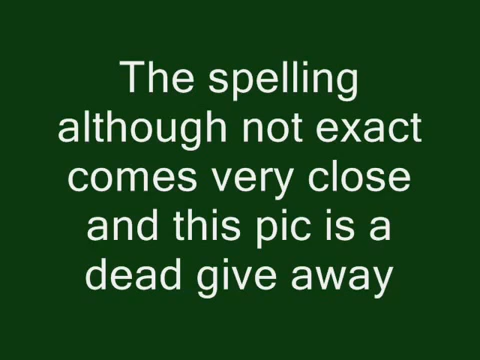 The spelling
although not exact
comes very close
and this pic is a
dead give away